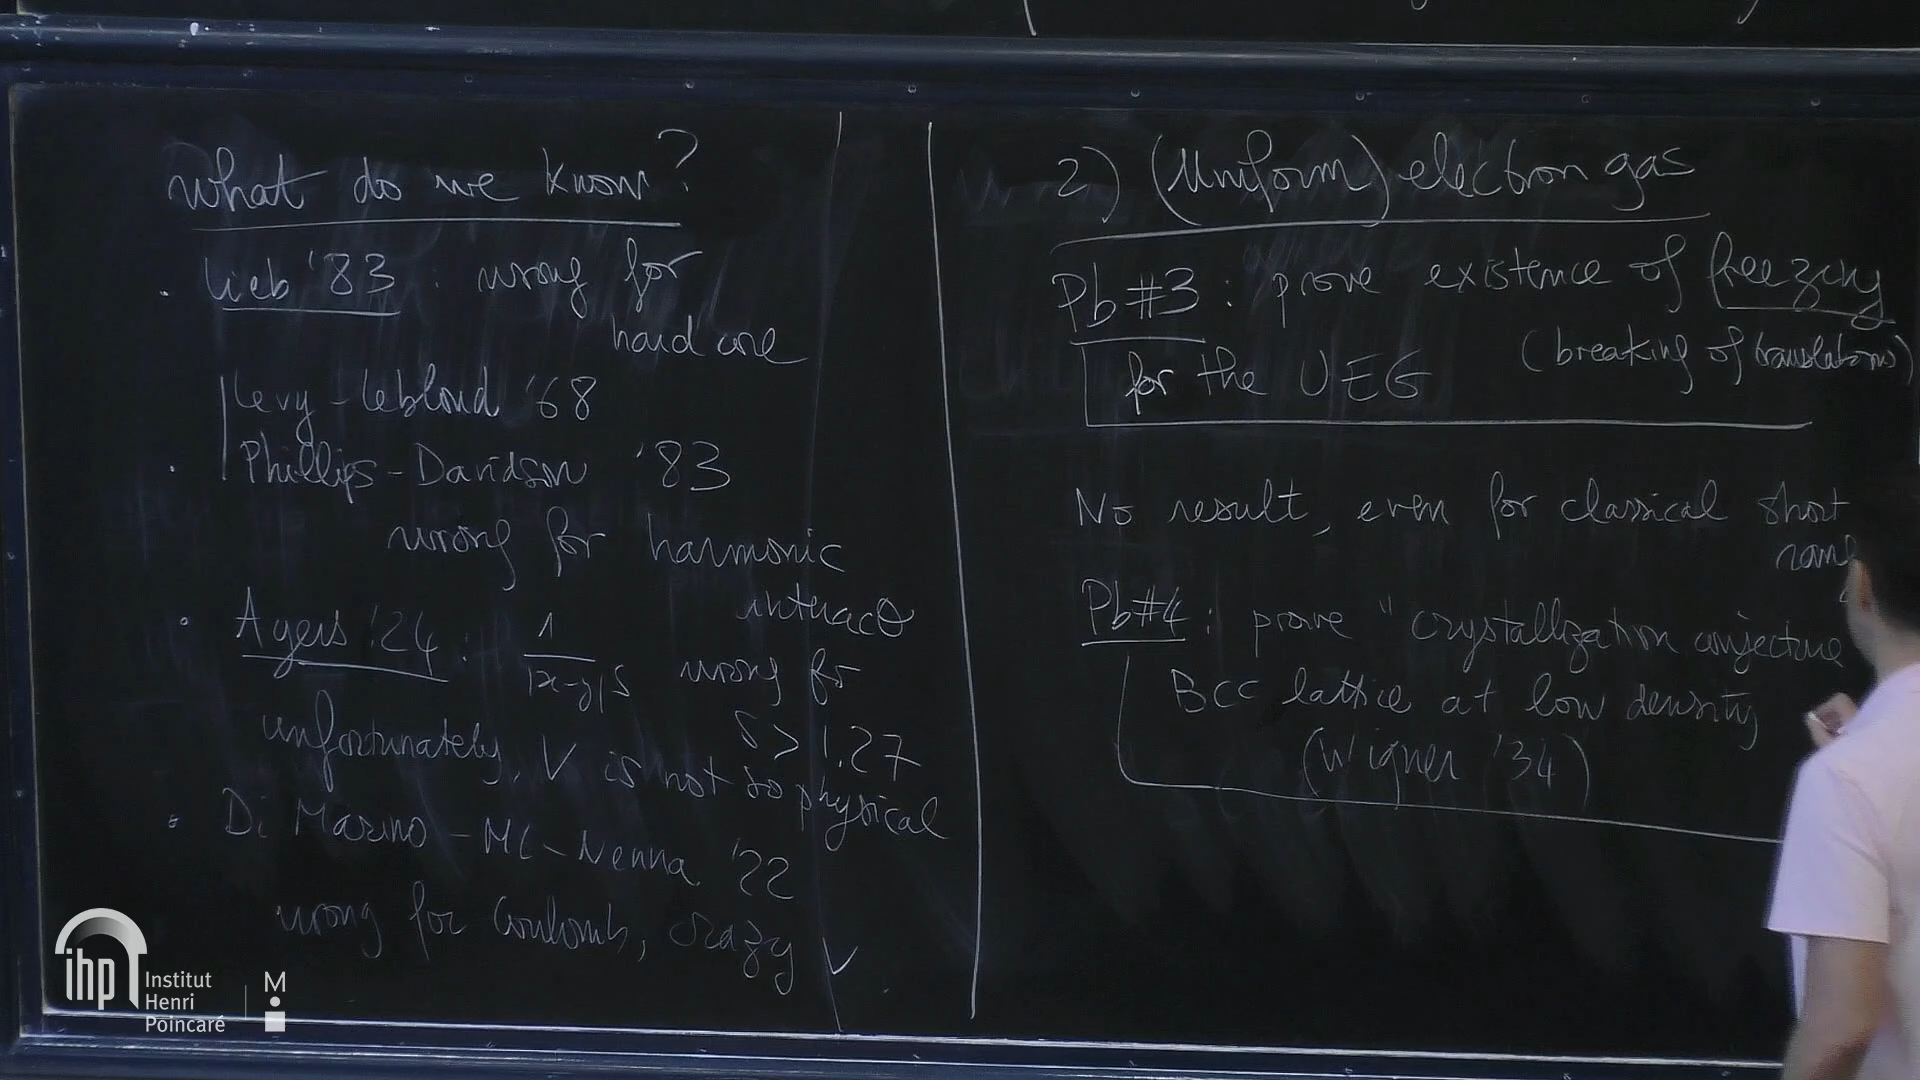 What do we know?
. Lieb '83 : wrong for
hard core
Levy-Leblond '68
. Phillips-Davidson '83
wrong for harmonic
interact°
. Ayers '24 : 1/|x-y|^s wrong for
s > 1.27
unfortunately, V is not so physical
. Di Marino - ML - Nenna '22
wrong for Coulomb, crazy V
2) (Uniform) electron gas
Pb#3 : prove existence of freezing
(breaking of translations)
for the UEG
No result, even for classical short
Pb#4 : prove "crystallization conjecture
BCC lattice at low density
(Wigner '34)
ihp Institut
Henri
Poincaré
M